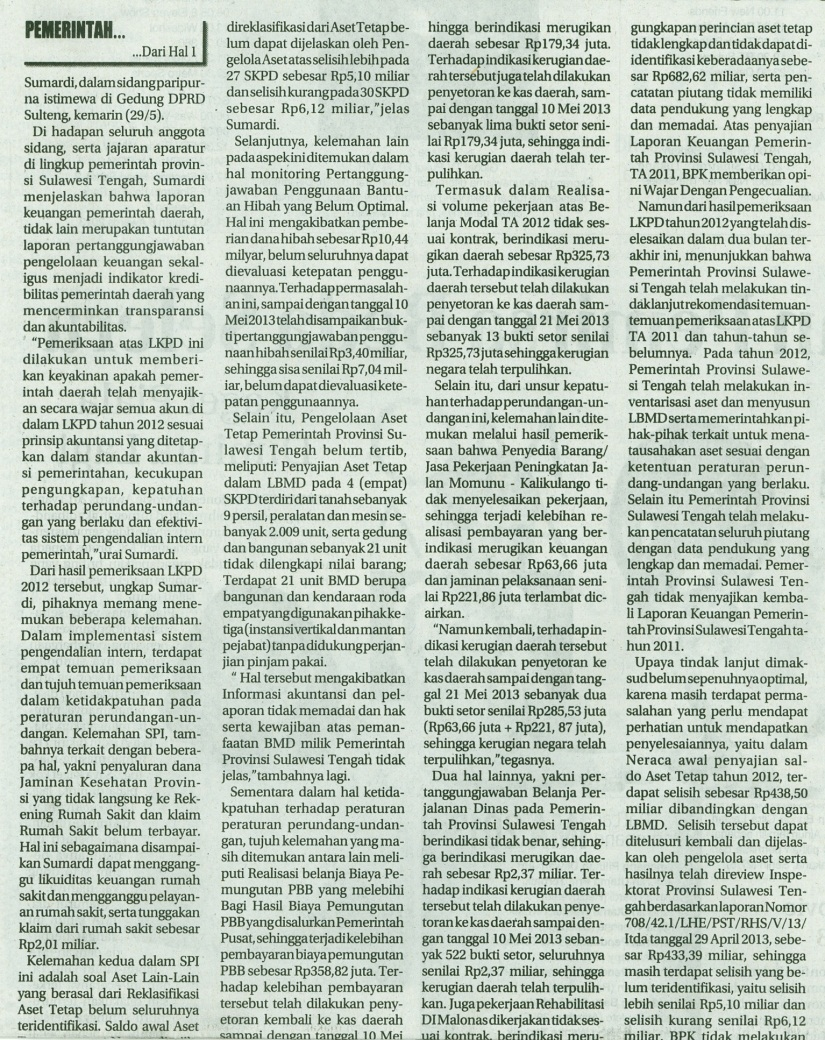 PEMERINTAH...
...Dari Hal 1
Sumardi, dalam sidang paripur-
na istimewa di Gedung DPRD
Sulteng, kemarin (29/5).
Di hadapan seluruh anggota
sidang, serta jajaran aparatur
di lingkup pemerintah provin-
si Sulawesi Tengah, Sumardi
menjelaskan bahwa laporan
keuangan pemerintah daerah,
tidak lain merupakan tuntutan
laporan pertanggungjawaban
pengelolaan keuangan sekal-
igus menjadi indikator kredi-
bilitas pemerintah daerah yang
mencerminkan transparansi
dan akuntabilitas.
“Pemeriksaan atas LKPD ini
dilakukan untuk memberi-
kan keyakinan apakah pemer-
intah daerah telah menyajik-
an secara wajar semua akun di
dalam LKPD tahun 2012 sesuai
prinsip akuntansi yang ditetap-
kan dalam standar akuntan-
si pemerintahan, kecukupan
pengungkapan, kepatuhan
terhadap perundang-undan-
gan yang berlaku dan efektivi-
tas sistem pengendalian intern
pemerintah,”urai Sumardi.
Dari hasil pemeriksaan LKPD
2012 tersebut, ungkap Sumar-
di, pihaknya memang mene-
mukan beberapa kelemahan.
Dalam implementasi sistem
pengendalian intern, terdapat
empat temuan pemeriksaan
dan tujuh temuan pemeriksaan
dalam ketidakpatuhan pada
peraturan perundangan-un-
dangan. Kelemahan SPI, tam-
bahnya terkait dengan bebera-
pa hal, yakni penyaluran dana
Jaminan Kesehatan Provin-
si yang tidak langsung ke Rek-
ening Rumah Sakit dan klaim
Rumah Sakit belum terbayar.
Hal ini sebagaimana disampai-
kan Sumardi dapat menggang-
gu likuiditas keuangan rumah
sakit dan mengganggu pelayan-
an rumah sakit, serta tunggakan
klaim dari rumah sakit sebesar
Rp2,01 miliar.
Kelemahan kedua dalam SPI
ini adalah soal Aset Lain-Lain
yang berasal dari Reklasifikasi
Aset Tetap belum seluruhnya
teridentifikasi. Saldo awal Aset
direklasifikasi dari Aset Tetap be-
lum dapat dijelaskan oleh Pen-
gelola Aset atas selisih lebih pada
27 SKPD sebesar Rp5,10 miliar
dan selisih kurang pada 30 SKPD
sebesar Rp6,12 miliar,”jelas
Sumardi.
Selanjutnya, kelemahan lain
pada aspek ini ditemukan dalam
hal monitoring Pertanggung-
jawaban Penggunaan Bantu-
an Hibah yang Belum Optimal.
Hal ini mengakibatkan pembe-
rian dana hibah sebesar Rp10,44
milyar, belum seluruhnya dapat
dievaluasi ketepatan penggu-
naannya. Terhadap permasalah-
an ini, sampai dengan tanggal 10
Mei 2013 telah disampaikan buk-
ti pertanggungjawaban penggu-
naan hibah senilai Rp3,40 miliar,
sehingga sisa senilai Rp7,04 mil-
iar, belum dapat dievaluasi kete-
patan penggunaannya.
Selain itu, Pengelolaan Aset
Tetap Pemerintah Provinsi Su-
lawesi Tengah belum tertib,
meliputi: Penyajian Aset Tetap
dalam LBMD pada 4 (empat)
SKPD terdiri dari tanah sebanyak
9 persil, peralatan dan mesin se-
banyak 2.009 unit, serta gedung
dan bangunan sebanyak 21 unit
tidak dilengkapi nilai barang;
Terdapat 21 unit BMD berupa
bangunan dan kendaraan roda
empat yang digunakan pihak ke-
tiga (instansi vertikal dan mantan
pejabat) tanpa didukung perjan-
jian pinjam pakai.
“ Hal tersebut mengakibatkan
Informasi akuntansi dan pel-
aporan tidak memadai dan hak
serta kewajiban atas peman-
faatan BMD milik Pemerintah
Provinsi Sulawesi Tengah tidak
jelas,”tambahnya lagi.
Sementara dalam hal ketida-
kpatuhan terhadap peraturan
peraturan perundang-undan-
gan, tujuh kelemahan yang ma-
sih ditemukan antara lain meli-
puti Realisasi belanja Biaya Pe-
mungutan PBB yang melebihi
Bagi Hasil Biaya Pemungutan
PBB yang disalurkan Pemerintah
Pusat, sehingga terjadi kelebihan
pembayaran biaya pemungutan
PBB sebesar Rp358,82 juta. Ter-
hadap kelebihan pembayaran
tersebut telah dilakukan peny-
etoran kembali ke kas daerah
sampai dengan tanggal 10 Mei
hingga berindikasi merugikan
daerah sebesar Rp179,34 juta.
Terhadap indikasi kerugian dae-
rah tersebut juga telah dilakukan
penyetoran ke kas daerah, sam-
pai dengan tanggal 10 Mei 2013
sebanyak lima bukti setor seni-
lai Rp179,34 juta, sehingga indi-
kasi kerugian daerah telah ter-
pulihkan.
Termasuk dalam Realisa-
si volume pekerjaan atas Be-
lanja Modal TA 2012 tidak ses-
uai kontrak, berindikasi meru-
gikan daerah sebesar Rp325,73
juta. Terhadap indikasi kerugian
daerah tersebut telah dilakukan
penyetoran ke kas daerah sam-
pai dengan tanggal 21 Mei 2013
sebanyak 13 bukti setor senilai
Rp325,73 juta sehingga kerugian
negara telah terpulihkan.
Selain itu, dari unsur kepatu-
han terhadap perundangan-un-
dangan ini, kelemahan lain dite-
mukan melalui hasil pemerik-
saan bahwa Penyedia Barang/
Jasa Pekerjaan Peningkatan Ja-
lan Momunu - Kalikulango ti-
dak menyelesaikan pekerjaan,
sehingga terjadi kelebihan re-
alisasi pembayaran yang ber-
indikasi merugikan keuangan
daerah sebesar Rp63,66 juta
dan jaminan pelaksanaan seni-
lai Rp221,86 juta terlambat dic-
airkan.
“Namun kembali, terhadap in-
dikasi kerugian daerah tersebut
telah dilakukan penyetoran ke
kas daerah sampai dengan tang-
gal 21 Mei 2013 sebanyak dua
bukti setor senilai Rp285,53 juta
(Rp63,66 juta + Rp221, 87 juta),
sehingga kerugian negara telah
terpulihkan,”tegasnya.
Dua hal lainnya, yakni per-
tanggungjawaban Belanja Per-
jalanan Dinas pada Pemerin-
tah Provinsi Sulawesi Tengah
berindikasi tidak benar, sehing-
ga berindikasi merugikan dae-
rah sebesar Rp2,37 miliar. Ter-
hadap indikasi kerugian daerah
tersebut telah dilakukan penye-
toran ke kas daerah sampai den-
gan tanggal 10 Mei 2013 seban-
yak 522 bukti setor, seluruhnya
senilai Rp2,37 miliar, sehingga
kerugian daerah telah terpulih-
kan. Juga pekerjaan Rehabilitasi
DI Malonas dikerjakan tidak ses-
uai kontrak, berindikasi meru-
gungkapan perincian aset tetap
tidak lengkap dan tidak dapat di-
identifikasi keberadaanya sebe-
sar Rp682,62 miliar, serta pen-
catatan piutang tidak memiliki
data pendukung yang lengkap
dan memadai. Atas penyajian
Laporan Keuangan Pemerin-
tah Provinsi Sulawesi Tengah,
TA 2011, BPK memberikan opi-
ni Wajar Dengan Pengecualian.
Namun dari hasil pemeriksaan
LKPD tahun 2012 yang telah dis-
elesaikan dalam dua bulan ter-
akhir ini, menunjukkan bahwa
Pemerintah Provinsi Sulawe-
si Tengah telah melakukan tin-
dak lanjut rekomendasi temuan-
temuan pemeriksaan atas LKPD
TA 2011 dan tahun-tahun se-
belumnya. Pada tahun 2012,
Pemerintah Provinsi Sulawe-
si Tengah telah melakukan in-
ventarisasi aset dan menyusun
LBMD serta memerintahkan pi-
hak-pihak terkait untuk mena-
tausahakan aset sesuai dengan
ketentuan peraturan perun-
dang-undangan yang berlaku.
Selain itu Pemerintah Provinsi
Sulawesi Tengah telah melaku-
kan pencatatan seluruh piutang
dengan data pendukung yang
lengkap dan memadai. Pemer-
intah Provinsi Sulawesi Ten-
gah tidak menyajikan kemba-
li Laporan Keuangan Pemerin-
tah Provinsi Sulawesi Tengah ta-
hun 2011.
Upaya tindak lanjut dimak-
sud belum sepenuhnya optimal,
karena masih terdapat perma-
salahan yang perlu mendapat
perhatian untuk mendapatkan
penyelesaiannya, yaitu dalam
Neraca awal penyajian sal-
do Aset Tetap tahun 2012, ter-
dapat selisih sebesar Rp438,50
miliar dibandingkan dengan
LBMD. Selisih tersebut dapat
ditelusuri kembali dan dijelas-
kan oleh pengelola aset serta
hasilnya telah direview Inspe-
ktorat Provinsi Sulawesi Ten-
gah berdasarkan laporan Nomor
708/42.1/LHE/PST/RHS/V/13/
Itda tanggal 29 April 2013, sebe-
sar Rp433,39 miliar, sehingga
masih terdapat selisih yang be-
lum teridentifikasi, yaitu selisih
lebih senilai Rp5,10 miliar dan
selisih kurang senilai Rp6,12
miliar. BPK tidak melakukan